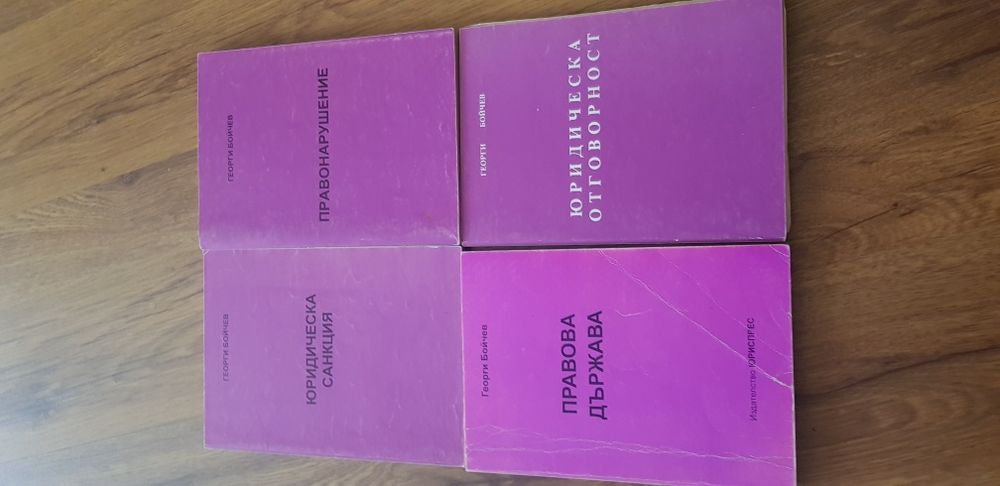 ГЕОРГИ БОЙЧЕВ
ЮРИДИЧЕСКА
САНКЦИЯ
ГЕОРГИ БОЙЧЕВ
ПРАВОНАРУШЕНИЕ
Георги Бойчев
ПРАВОВА
ДЪРЖАВА
Издателство ЮРИСПРЕС
ГЕОРГИ БОЙЧЕВ
ЮРИДИЧЕСКА
ОТГОВОРНОСТ